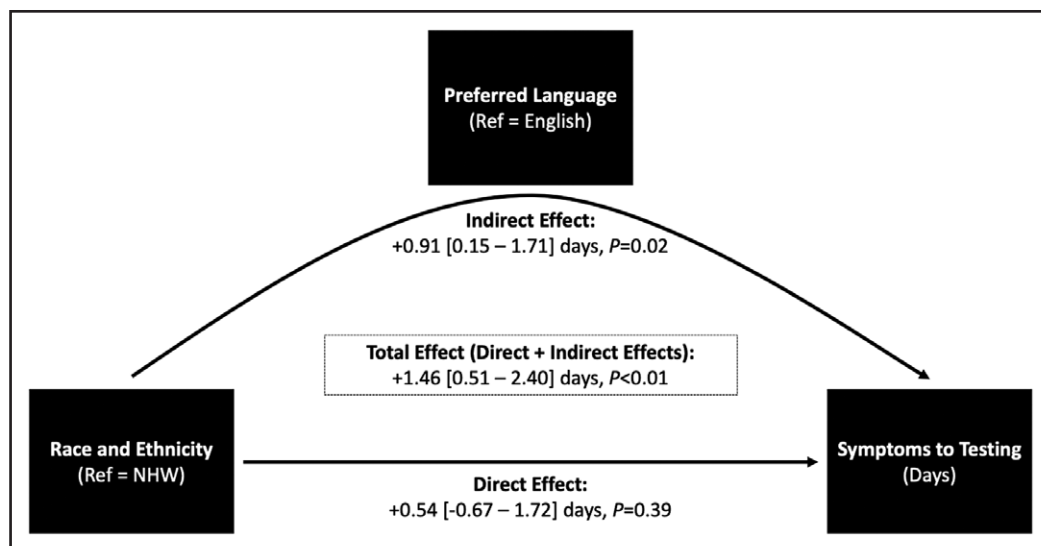 Preferred Language
(Ref = English)
Indirect Effect:
+0.91 [0.15 – 1.71] days, P=0.02
Total Effect (Direct + Indirect Effects):
+1.46 [0.51 – 2.40] days, P<0.01
Race and Ethnicity
(Ref = NHW)
Symptoms to Testing
(Days)
Direct Effect:
+0.54 [-0.67 – 1.72] days, P=0.39